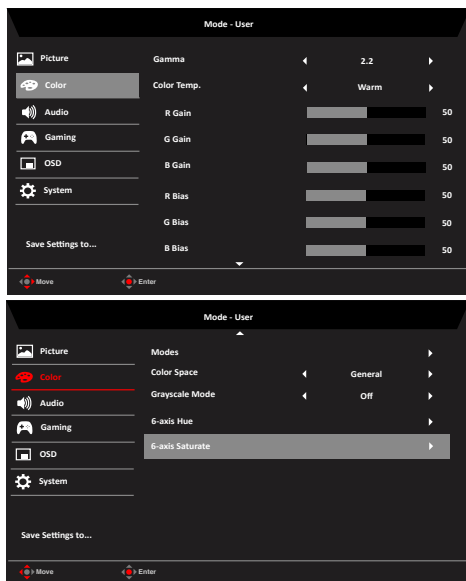 Mode - User
Picture
Gamma 2.2
Color
Color Temp. Warm
Audio
R Gain 50
Gaming
G Gain 50
OSD
B Gain 50
System
R Bias 50
G Bias 50
Save Settings to...
B Bias 50
Move Enter
Mode - User
Picture
Modes
Color
Color Space General
Audio
Grayscale Mode Off
Gaming
6-axis Hue
OSD
6-axis Saturate
System
Save Settings to...
Move Enter